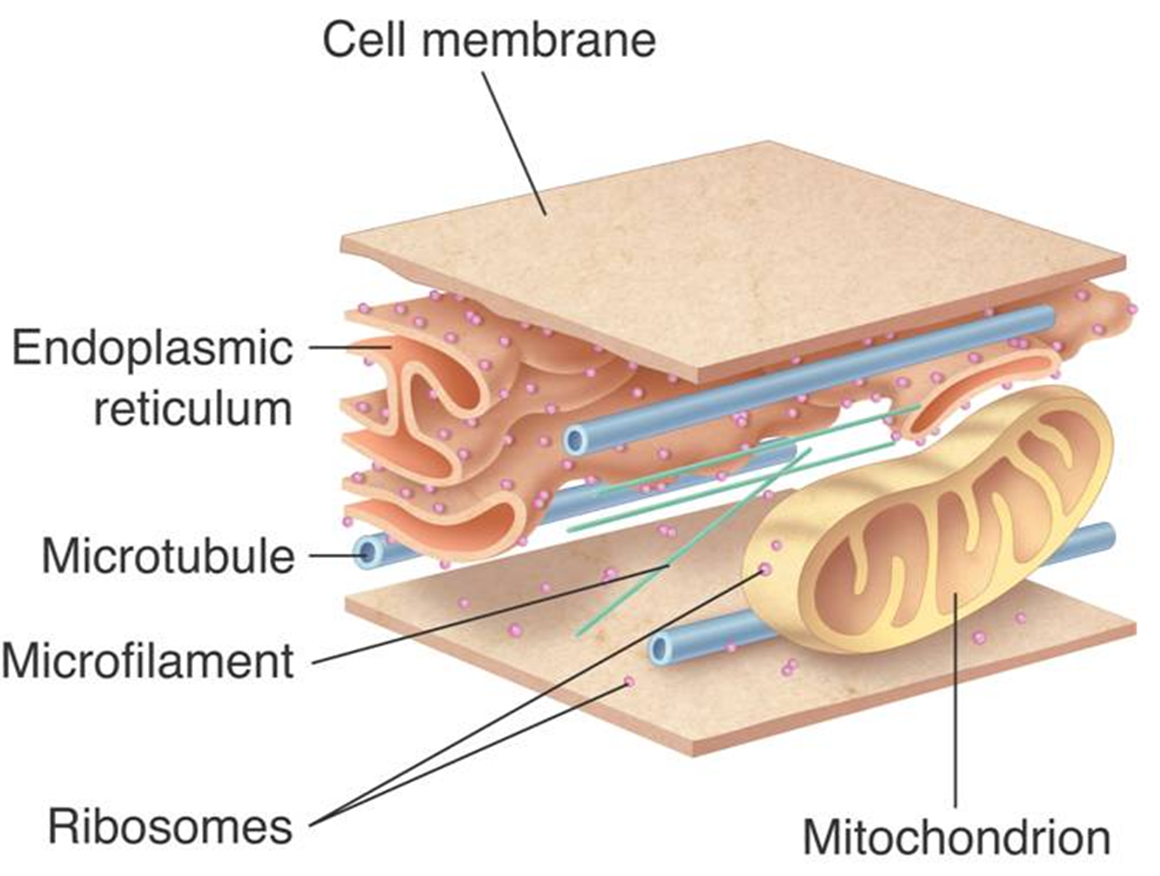 Cell membrane
Endoplasmic
reticulum
Microtubule
Microfilament
Ribosomes
Mitochondrion